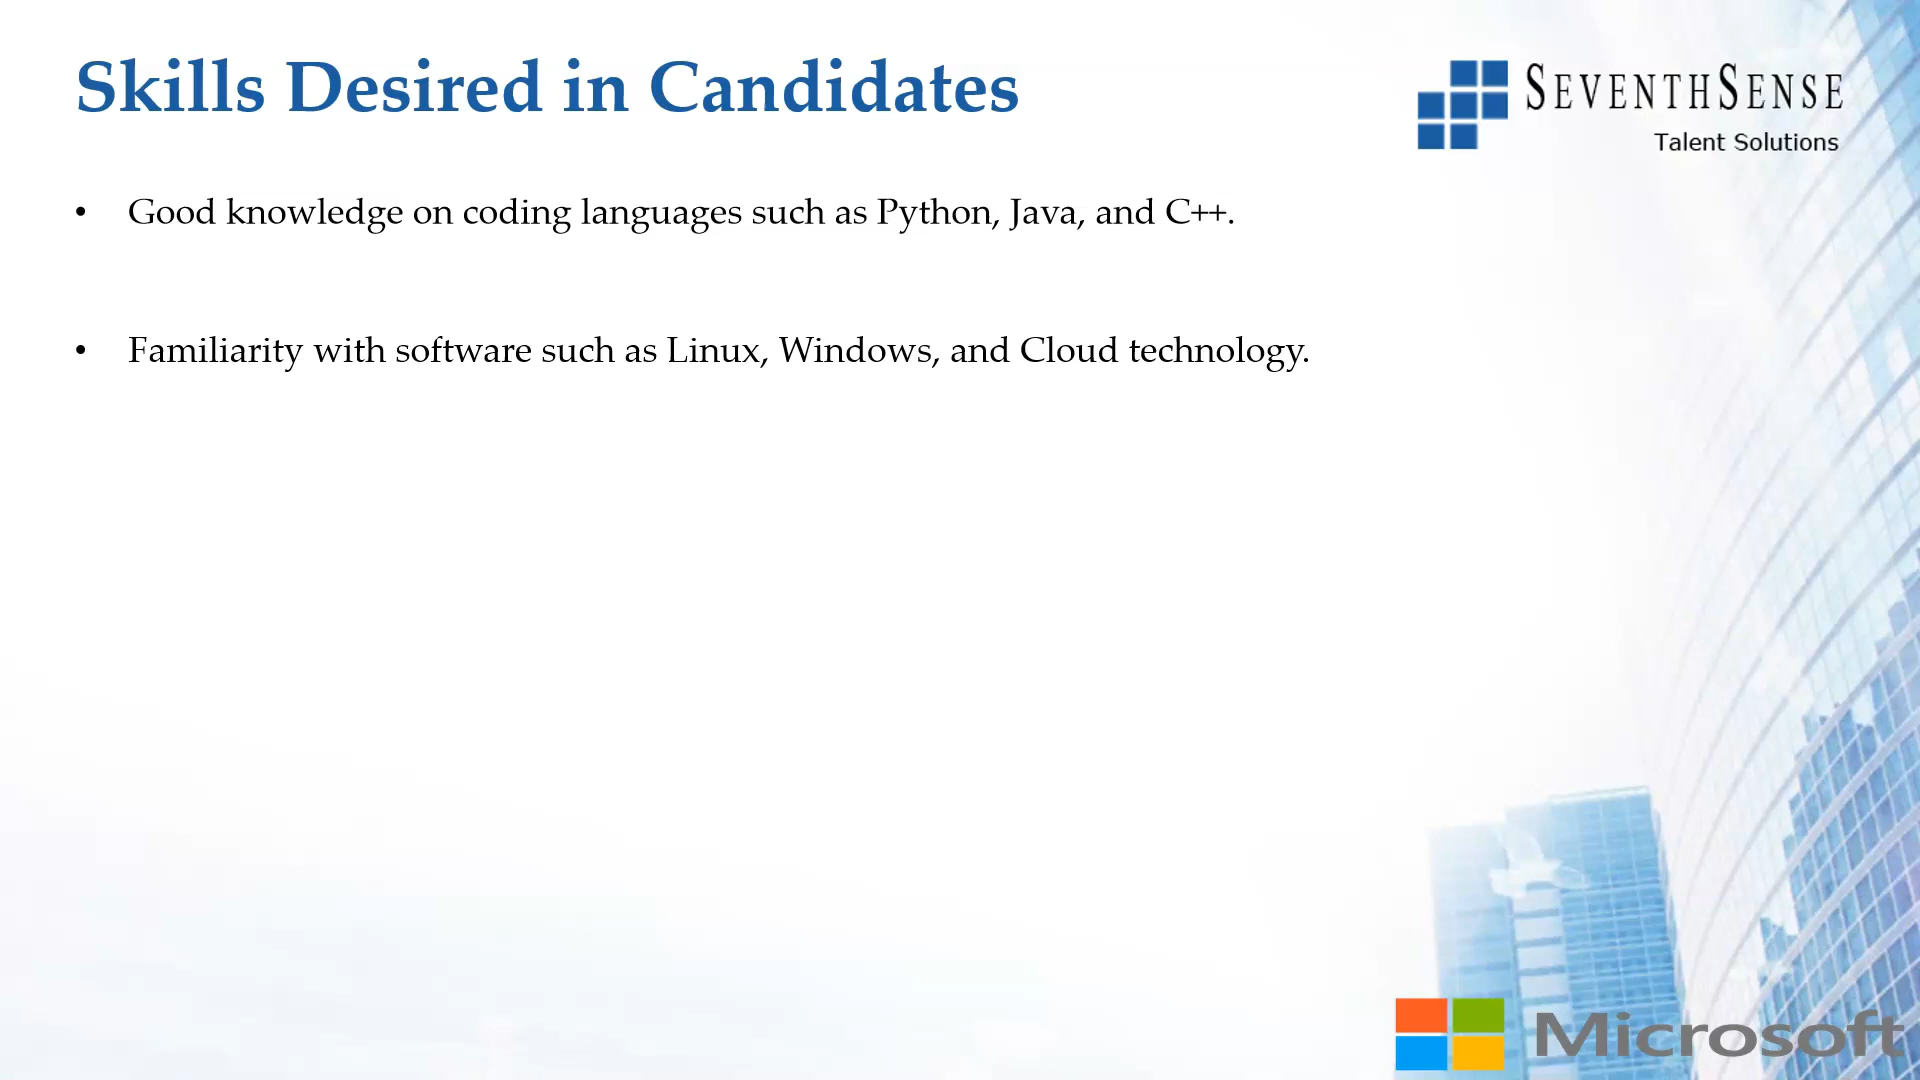 Skills Desired in Candidates
SEVENTHSENSE
Talent Solutions
• Good knowledge on coding languages such as Python, Java, and C++.
• Familiarity with software such as Linux, Windows, and Cloud technology.
Microsoft